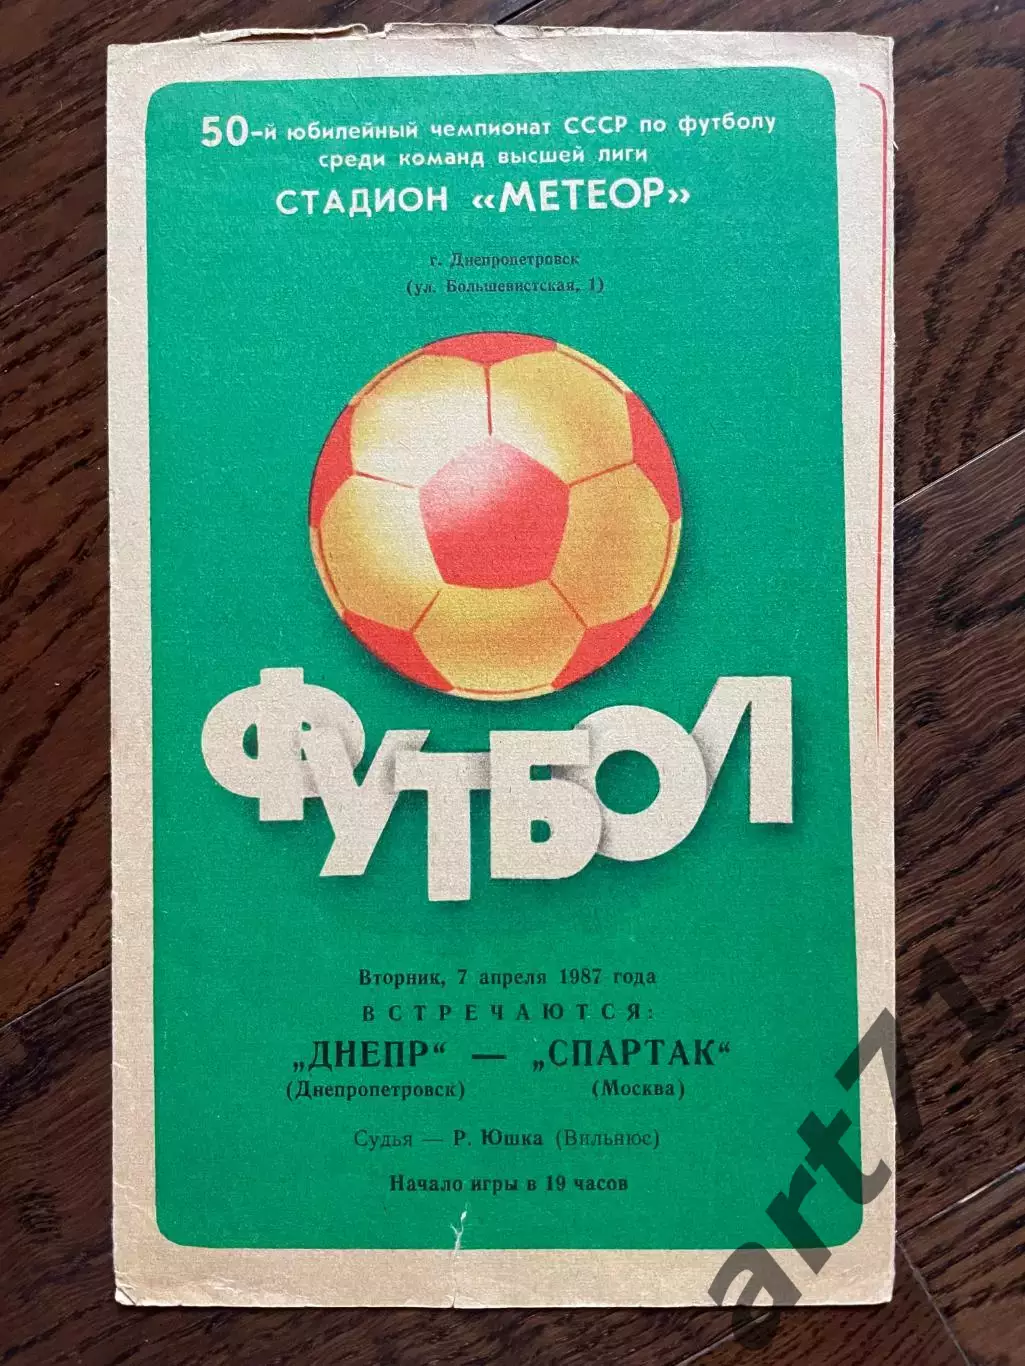 50-й юбилейный чемпионат СССР по футболу
среди команд высшей лиги
СТАДИОН «МЕТЕОР»
г. Днепропетровск
(ул. Большевистская, 1)
ФУТБОЛ
Вторник, 7 апреля 1987 года
ВСТРЕЧАЮТСЯ:
„ДНЕПР“ — „СПАРТАК“
(Днепропетровск) (Москва)
Судья — Р. Юшка (Вильнюс)
Начало игры в 19 часов
art71